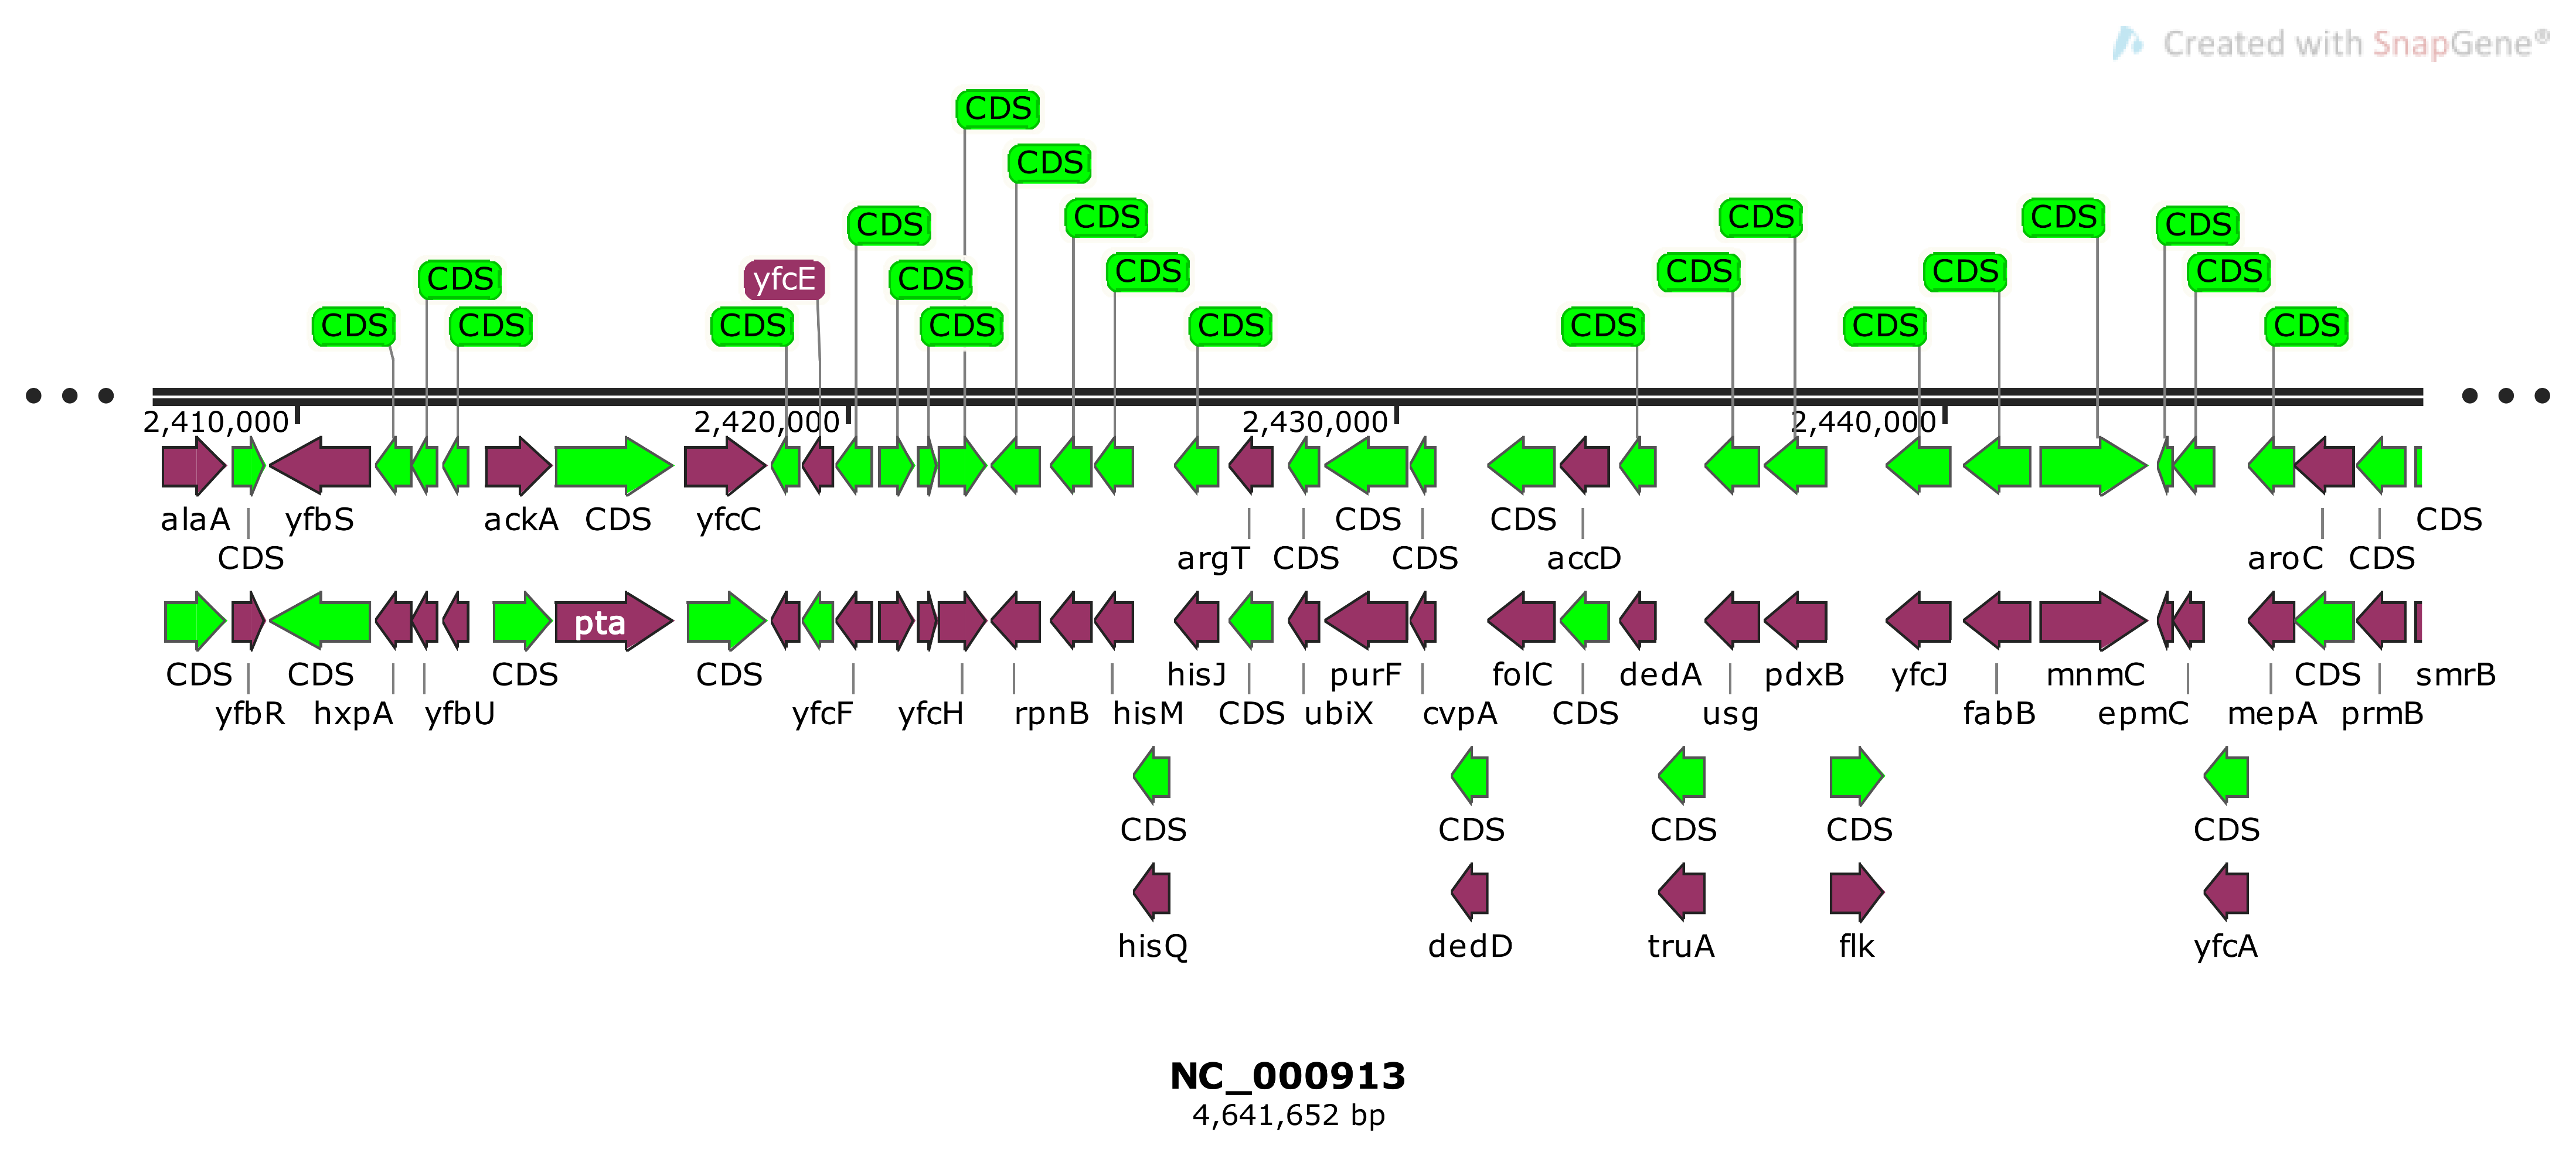 Created with SnapGene®
CDS
CDS
CDS CDS CDS
CDS CDS
CDS CDS CDS CDS
CDS yfcE CDS CDS CDS
CDS CDS CDS CDS CDS CDS CDS CDS
2,410,000 2,420,000 2,430,000 2,440,000
alaA yfbS ackA CDS yfcC CDS CDS CDS
CDS argT CDS CDS accD aroC CDS
pta
CDS CDS CDS CDS hisJ purF folC dedA pdxB yfcJ mnmC CDS smrB
yfbR hxpA yfbU yfcF yfcH rpnB hisM CDS ubiX cvpA CDS usg fabB epmC mepA prmB
CDS CDS CDS CDS CDS
hisQ dedD truA flk yfcA
NC_000913
4,641,652 bp